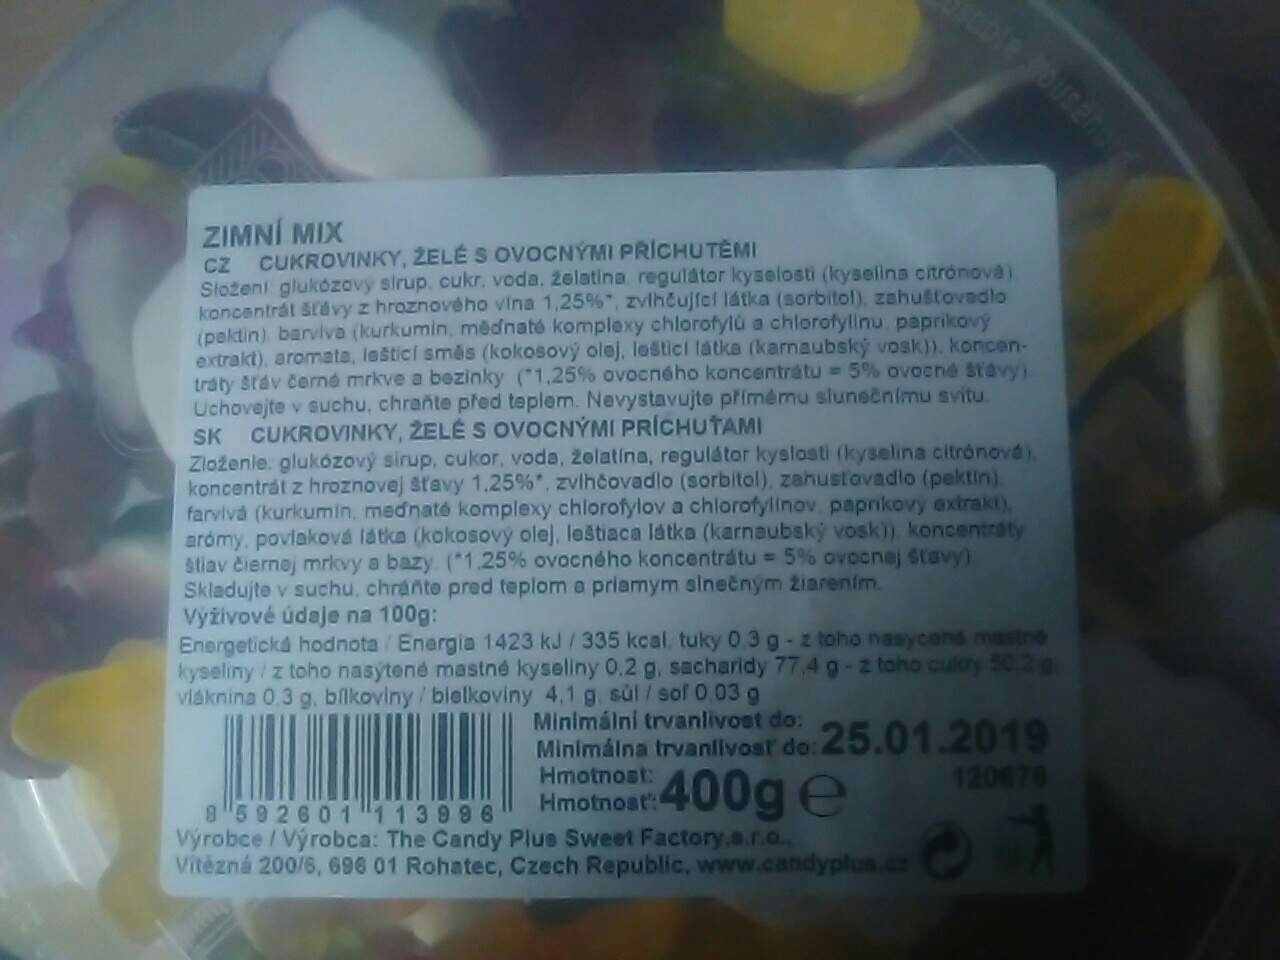 ZIMNÍ MIX
CZ CUKROVINKY, ŽELÉ S OVOCNÝMI PŘÍCHUTĚMI
Složení: glukózový sirup, cukr, voda, želatina, regulátor kyselosti (kyselina citrónová)
koncentrát šťávy z hroznového vína 1,25%*, zvlhčující látka (sorbitol), zahušťovadlo
(pektin), barviva (kurkumin, měďnaté komplexy chlorofylů a chlorofylinu, paprikový
extrakt), aromata, lešticí směs (kokosový olej, lešticí látka (karnaubský vosk)), koncen-
tráty šťáv černé mrkve a bezinky (*1,25% ovocného koncentrátu = 5% ovocné šťávy).
Uchovejte v suchu, chraňte před teplem. Nevystavujte přímému slunečnímu svitu.
SK CUKROVINKY, ŽELÉ S OVOCNÝMI PRÍCHUŤAMI
Zloženie: glukózový sirup, cukor, voda, želatína, regulátor kyslosti (kyselina citrónová),
koncentrát z hroznovej šťavy 1,25%*, zvlhčovadlo (sorbitol), zahusťovadlo (pektín),
farvivá (kurkumín, meďnaté komplexy chlorofylov a chlorofylínov, paprikový extrakt),
arómy, povlaková látka (kokosový olej, leštiaca látka (karnaubský vosk)), koncentráty
štiav čiernej mrkvy a bazy. (*1,25% ovocného koncentrátu = 5% ovocnej šťavy)
Skladujte v suchu, chráňte pred teplom a priamym slnečným žiarením.
Výživové údaje na 100g:
Energetická hodnota / Energia 1423 kJ / 335 kcal, tuky 0,3 g - z toho nasycené mastné
kyseliny / z toho nasýtené mastné kyseliny 0,2 g, sacharidy 77,4 g - z toho cukry 50,2 g
vláknina 0,3 g, bílkoviny / bielkoviny 4,1 g, sůl / soľ 0,03 g
Minimální trvanlivost do:
Minimálna trvanlivosť do: 25.01.2019
Hmotnost:
Hmotnosť: 400g ℮ 120678
8 592601 113996
Výrobce / Výrobca: The Candy Plus Sweet Factory,s.r.o.,
Vítězná 200/6, 696 01 Rohatec, Czech Republic, www.candyplus.cz